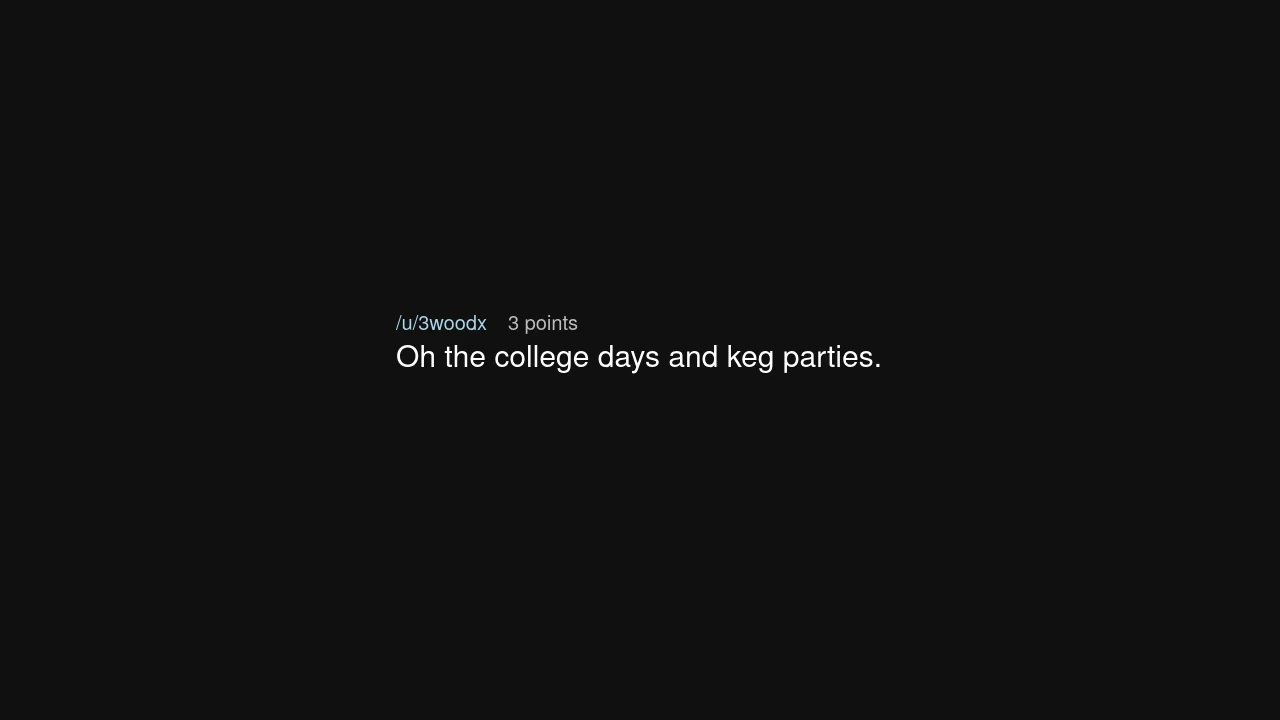 /u/3woodx 3 points
Oh the college days and keg parties.